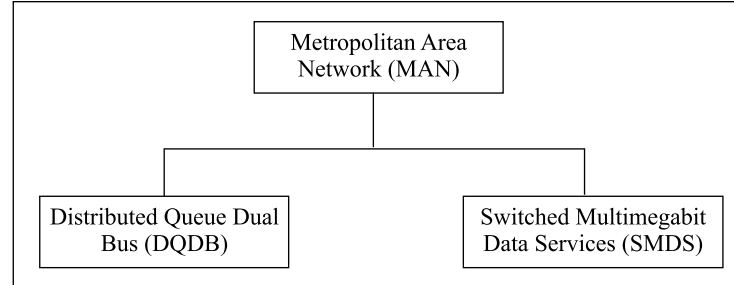 Metropolitan Area
Network (MAN)
Distributed Queue Dual
Bus (DQDB)
Switched Multimegabit
Data Services (SMDS)